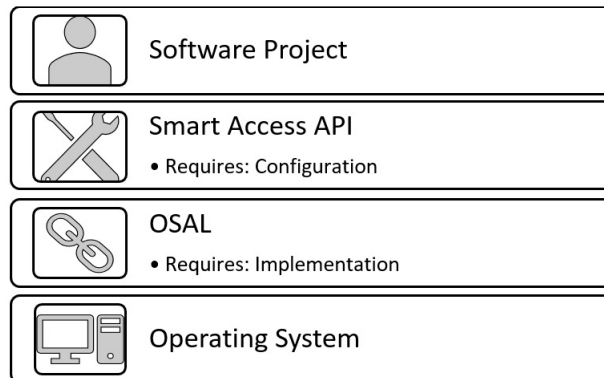 Software Project
Smart Access API
• Requires: Configuration
OSAL
• Requires: Implementation
Operating System